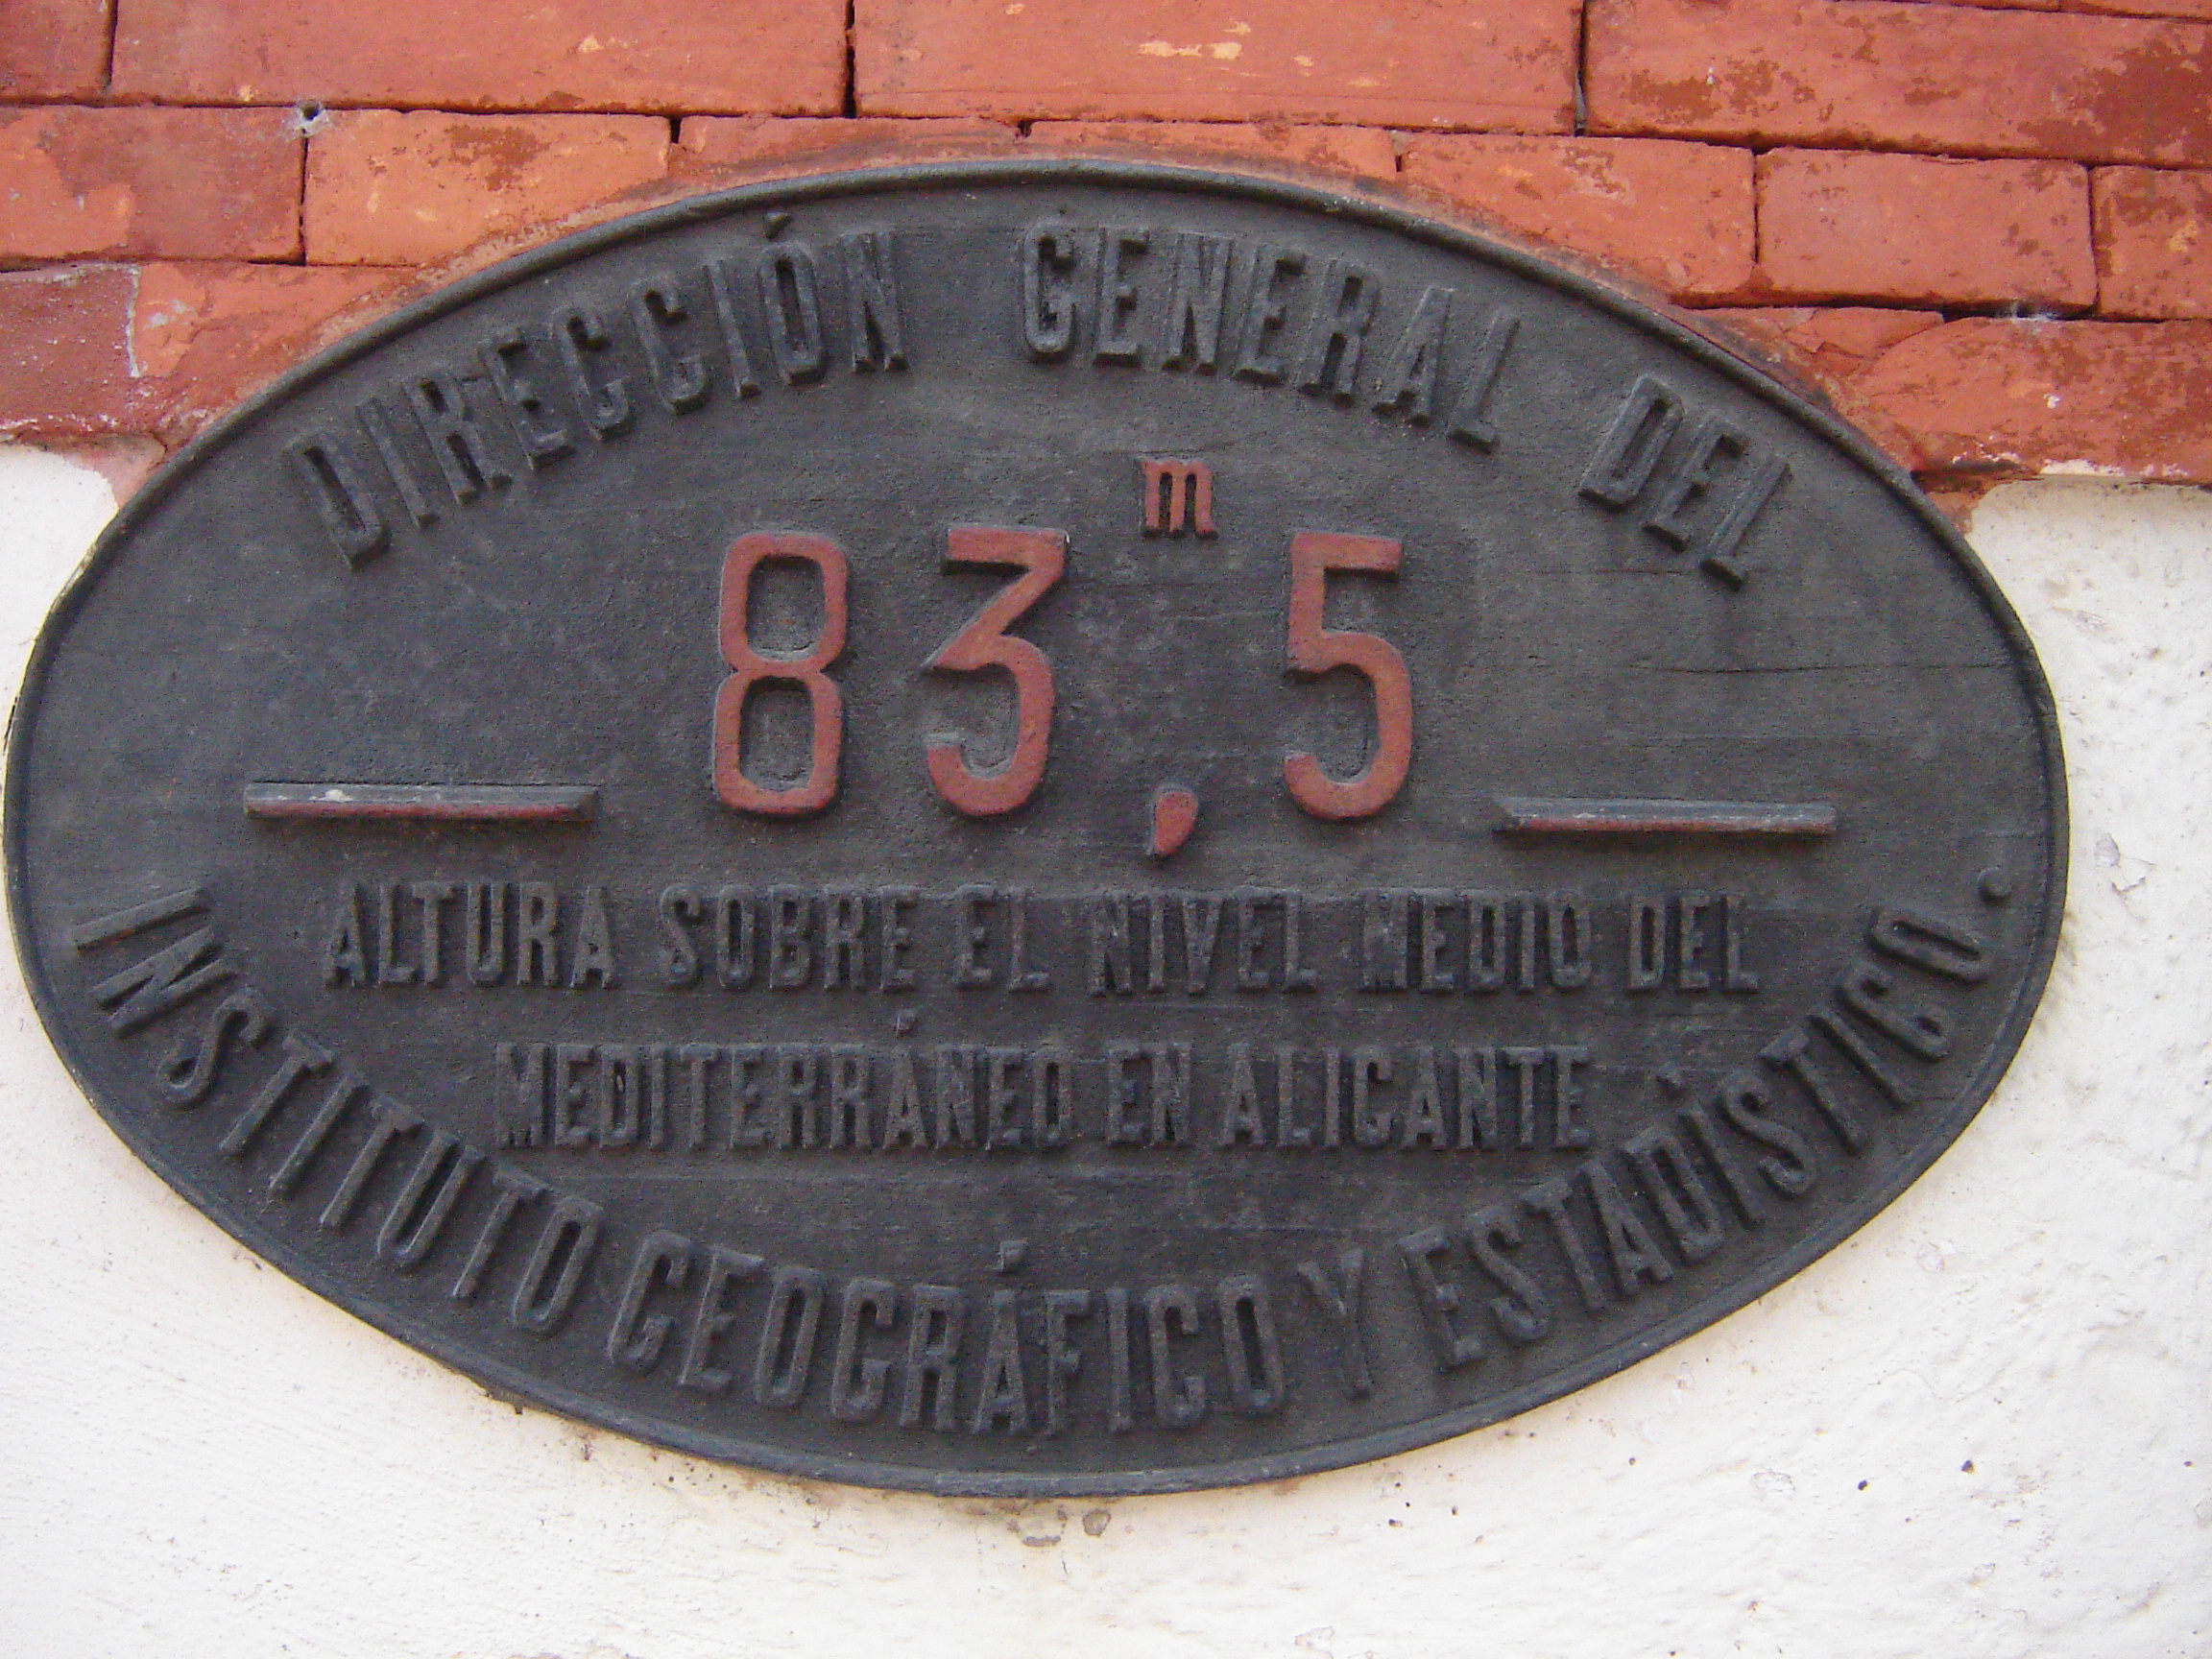 DIRECCIÓN GENERAL DEL
83,5 m
ALTURA SOBRE EL NIVEL MEDIO DEL
MEDITERRÁNEO EN ALICANTE
INSTITUTO GEOGRÁFICO Y ESTADÍSTICO.